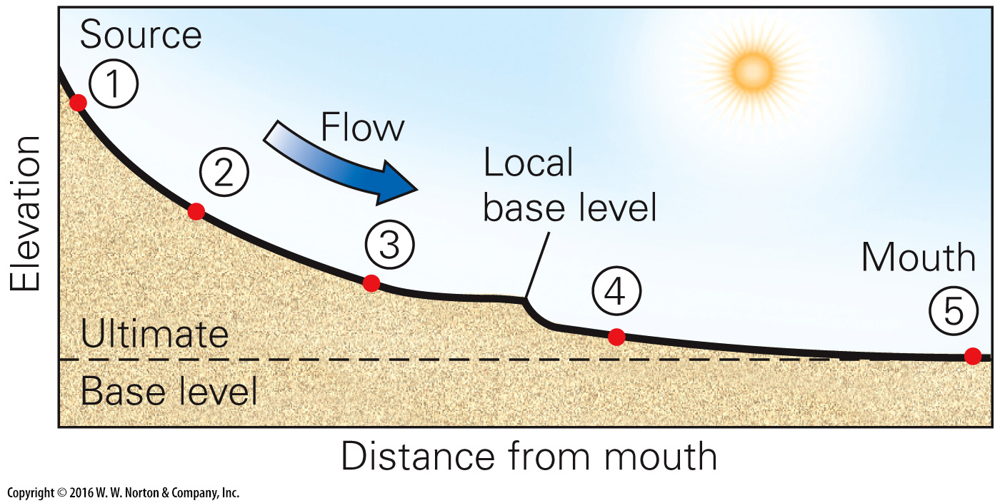 Source
1
2
Flow
3
Local
base level
4
Mouth
5
Elevation
Ultimate
Base level
Distance from mouth
Copyright © 2016 W. W. Norton & Company, Inc.